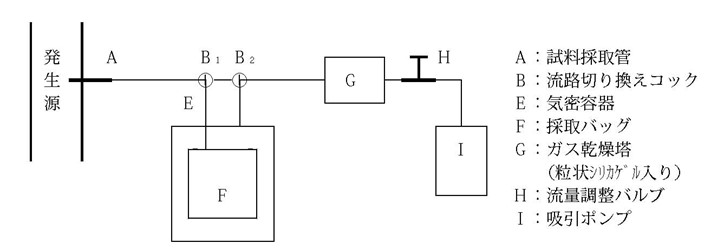 発生源
A
B1
B2
H
E
G
F
I
A：試料採取管
B：流路切り換えコック
E：気密容器
F：採取バッグ
G：ガス乾燥塔
（粒状ｼﾘｶｹﾞﾙ入り）
H：流量調整バルブ
I：吸引ポンプ